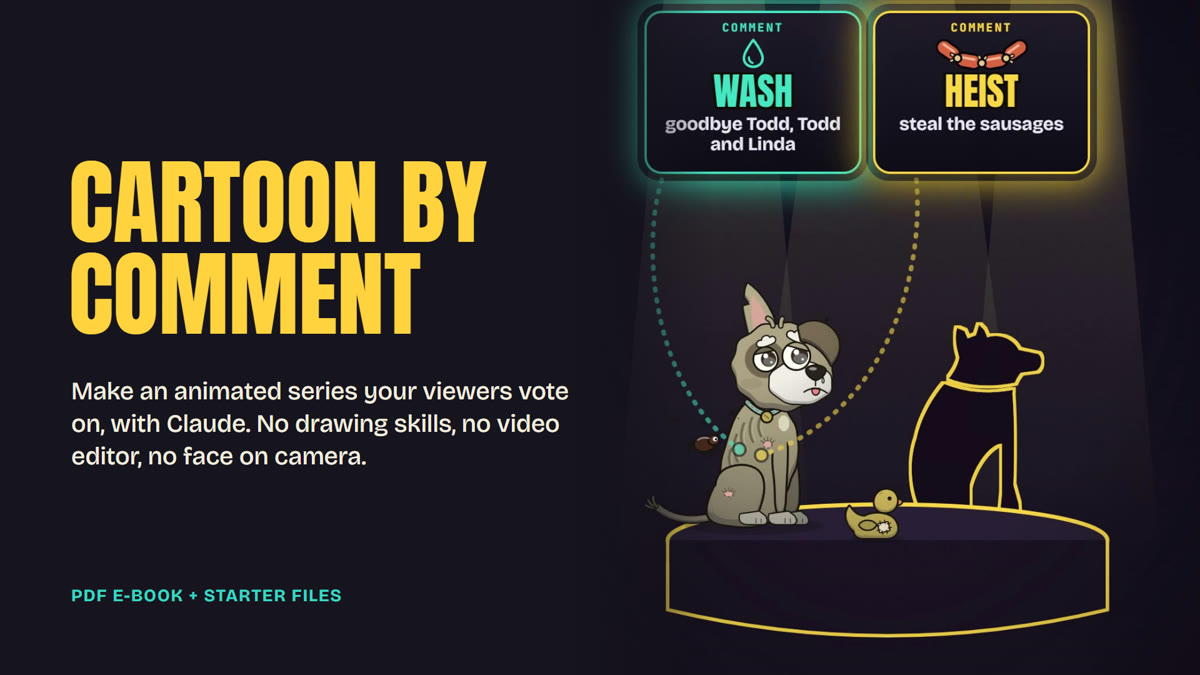 CARTOON BY
COMMENT
Make an animated series your viewers vote
on, with Claude. No drawing skills, no video
editor, no face on camera.
PDF E-BOOK + STARTER FILES
COMMENT
WASH
goodbye Todd, Todd
and Linda
COMMENT
HEIST
steal the sausages